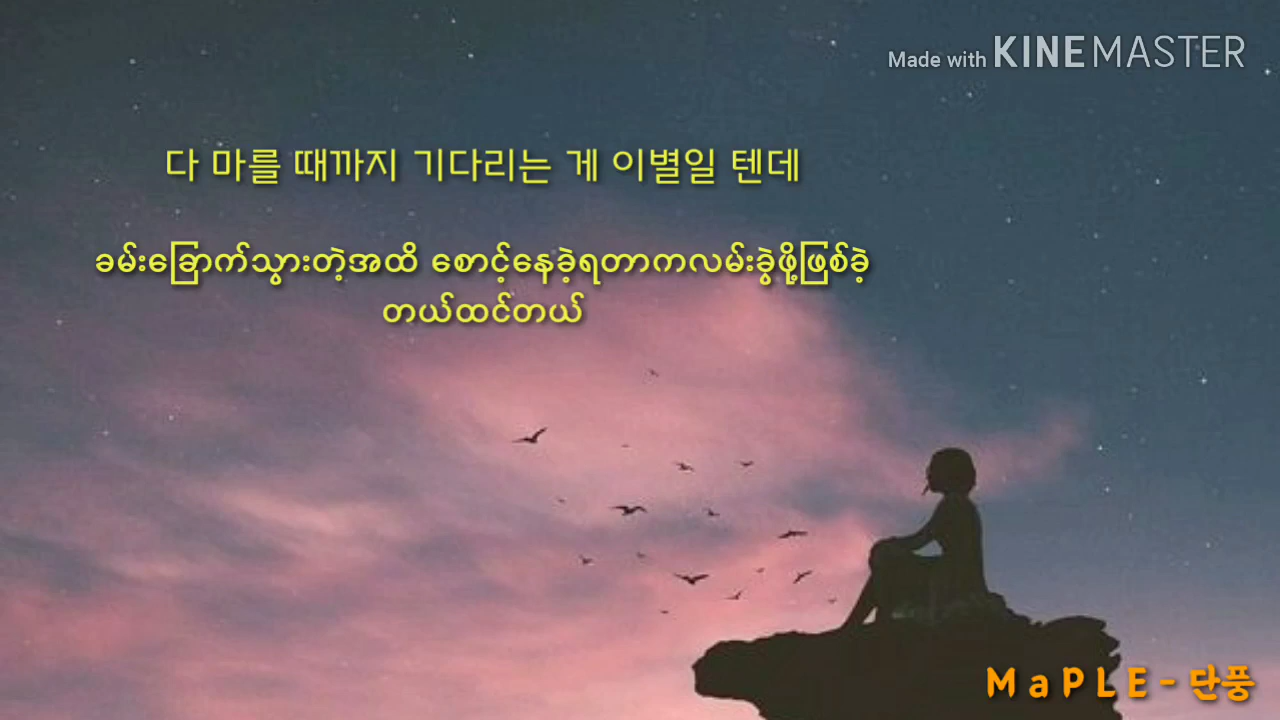 Made with KINEMASTER
다 마를 때까지 기다리는 게 이별일 텐데
ခမ်းခြောက်သွားတဲ့အထိ စောင့်နေခဲ့ရတာကလမ်းခွဲဖို့ဖြစ်ခဲ့
တယ်ထင်တယ်
MaPLE - 단풍